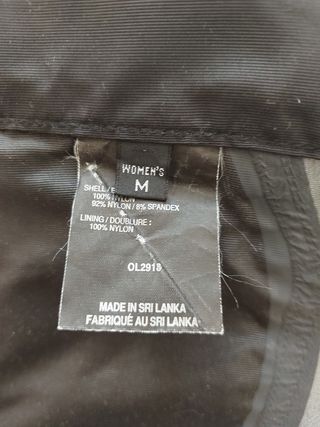 WOMEN'S
M
SHELL/
100% NYLON
92% NYLON / 8% SPANDEX
LINING / DOUBLURE :
100% NYLON
OL2918
MADE IN SRI LANKA
FABRIQUÉ AU SRI LANKA